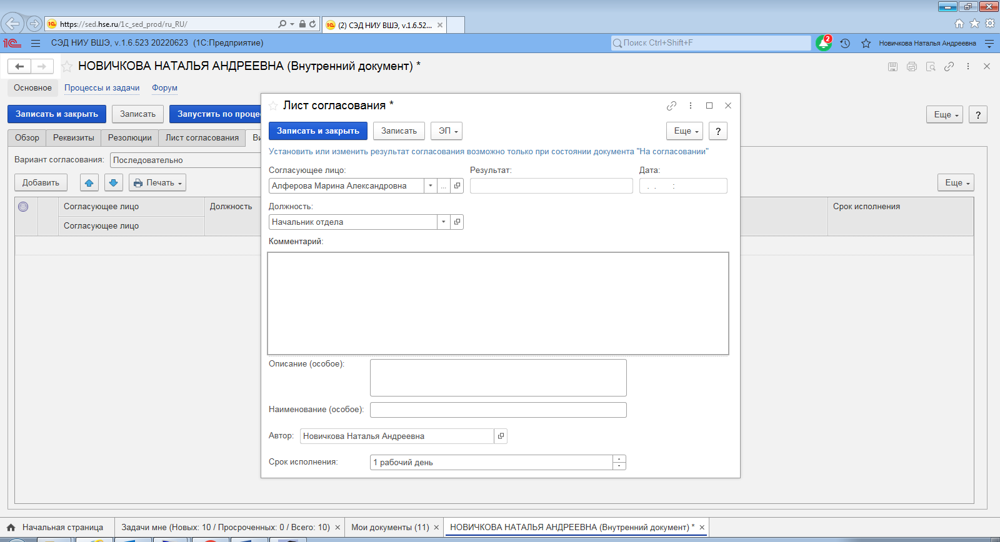 https://sed.hse.ru/1c_sed_prod/ru_RU/
(2) СЭД НИУ ВШЭ, v.1.6.52...
СЭД НИУ ВШЭ, v.1.6.523 20220623 (1С:Предприятие)
Поиск Ctrl+Shift+F
2
Новичкова Наталья Андреевна
НОВИЧКОВА НАТАЛЬЯ АНДРЕЕВНА (Внутренний документ) *
Основное
Процессы и задачи
Форум
Записать и закрыть
Записать
Запустить по
Еще
?
Обзор
Реквизиты
Резолюции
Лист согласования
Вариант согласования:
Последовательно
Добавить
Печать
Еще
Согласующее лицо
Должность
Срок исполнения
Согласующее лицо
Лист согласования *
Записать и закрыть
Записать
ЭП
Еще
?
Установить или изменить результат согласования возможно только при состоянии документа "На согласовании"
Согласующее лицо:
Результат:
Дата:
Алферова Марина Александровна
...
. . :
Должность:
Начальник отдела
Комментарий:
Описание (особое):
Наименование (особое):
Автор:
Новичкова Наталья Андреевна
Срок исполнения:
1 рабочий день
Начальная страница
Задачи мне (Новых: 10 / Просроченных: 0 / Всего: 10)
Мои документы (11)
НОВИЧКОВА НАТАЛЬЯ АНДРЕЕВНА (Внутренний документ) *